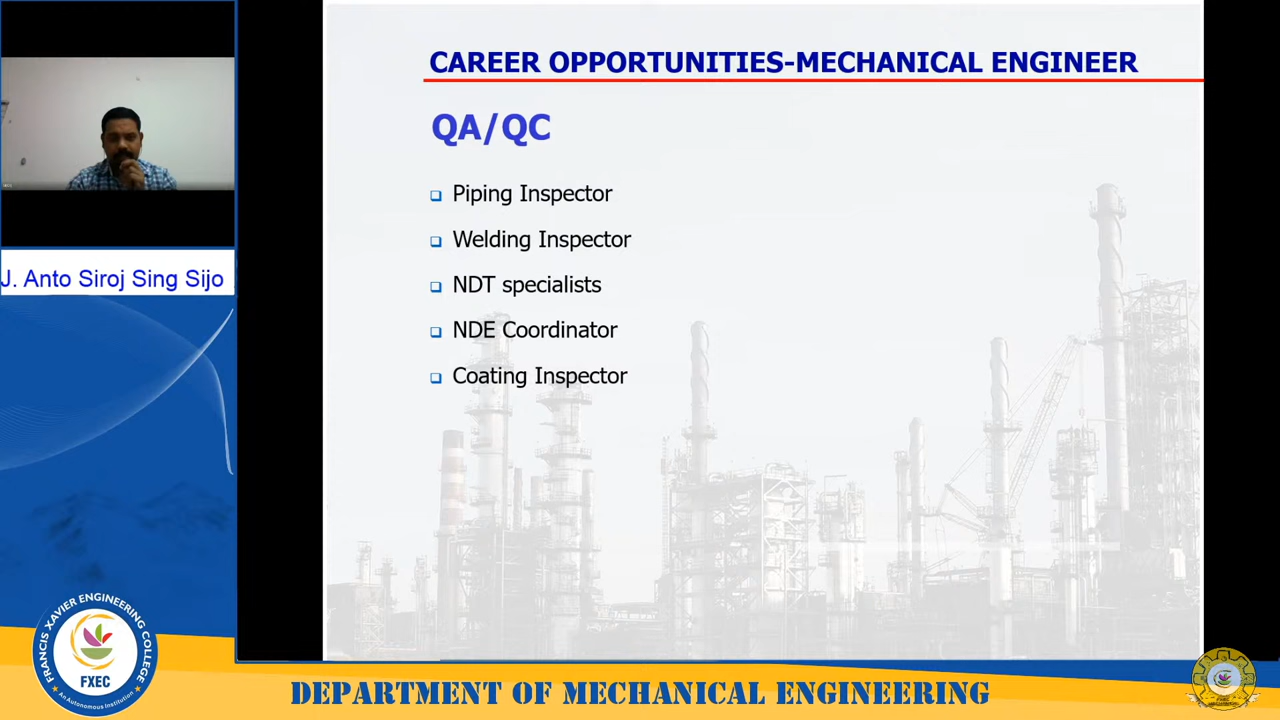 CAREER OPPORTUNITIES-MECHANICAL ENGINEER
QA/QC
Piping Inspector
Welding Inspector
NDT specialists
NDE Coordinator
Coating Inspector
J. Anto Siroj Sing Sijo
FRANCIS XAVIER ENGINEERING COLLEGE
FXEC
An Autonomous Institution
DEPARTMENT OF MECHANICAL ENGINEERING